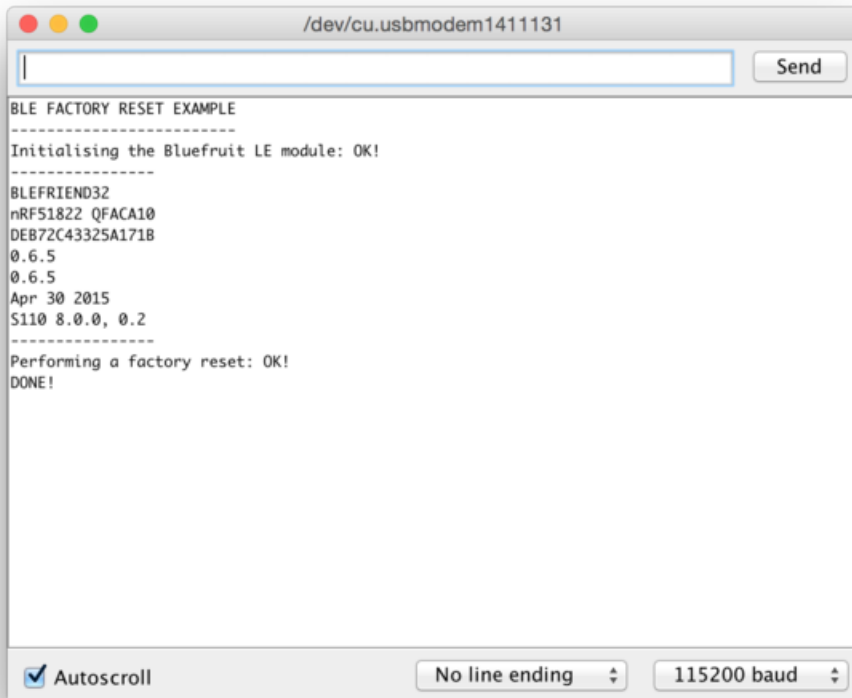 /dev/cu.usbmodem1411131
Send
BLE FACTORY RESET EXAMPLE
-------------------------
Initialising the Bluefruit LE module: OK!
----------------
BLEFRIEND32
nRF51822 QFACA10
DEB72C43325A171B
0.6.5
0.6.5
Apr 30 2015
S110 8.0.0, 0.2
----------------
Performing a factory reset: OK!
DONE!
Autoscroll
No line ending
115200 baud